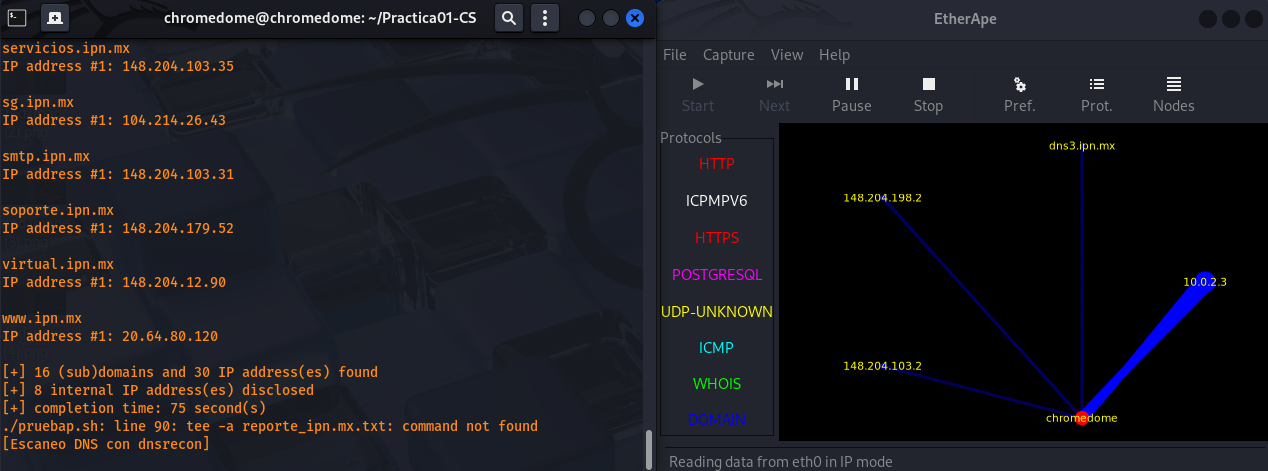 chromedome@chromedome: ~/Practica01-CS
servicios.ipn.mx
IP address #1: 148.204.103.35
sg.ipn.mx
IP address #1: 104.214.26.43
smtp.ipn.mx
IP address #1: 148.204.103.31
soporte.ipn.mx
IP address #1: 148.204.179.52
virtual.ipn.mx
IP address #1: 148.204.12.90
www.ipn.mx
IP address #1: 20.64.80.120
[+] 16 (sub)domains and 30 IP address(es) found
[+] 8 internal IP address(es) disclosed
[+] completion time: 75 second(s)
./pruebap.sh: line 90: tee -a reporte_ipn.mx.txt: command not found
[Escaneo DNS con dnsrecon]
EtherApe
File Capture View Help
Start Next Pause Stop Pref. Prot. Nodes
Protocols
HTTP
ICPMPV6
HTTPS
POSTGRESQL
UDP-UNKNOWN
ICMP
WHOIS
DOMAIN
dns3.ipn.mx
148.204.198.2
10.0.2.3
148.204.103.2
chromedome
Reading data from eth0 in IP mode